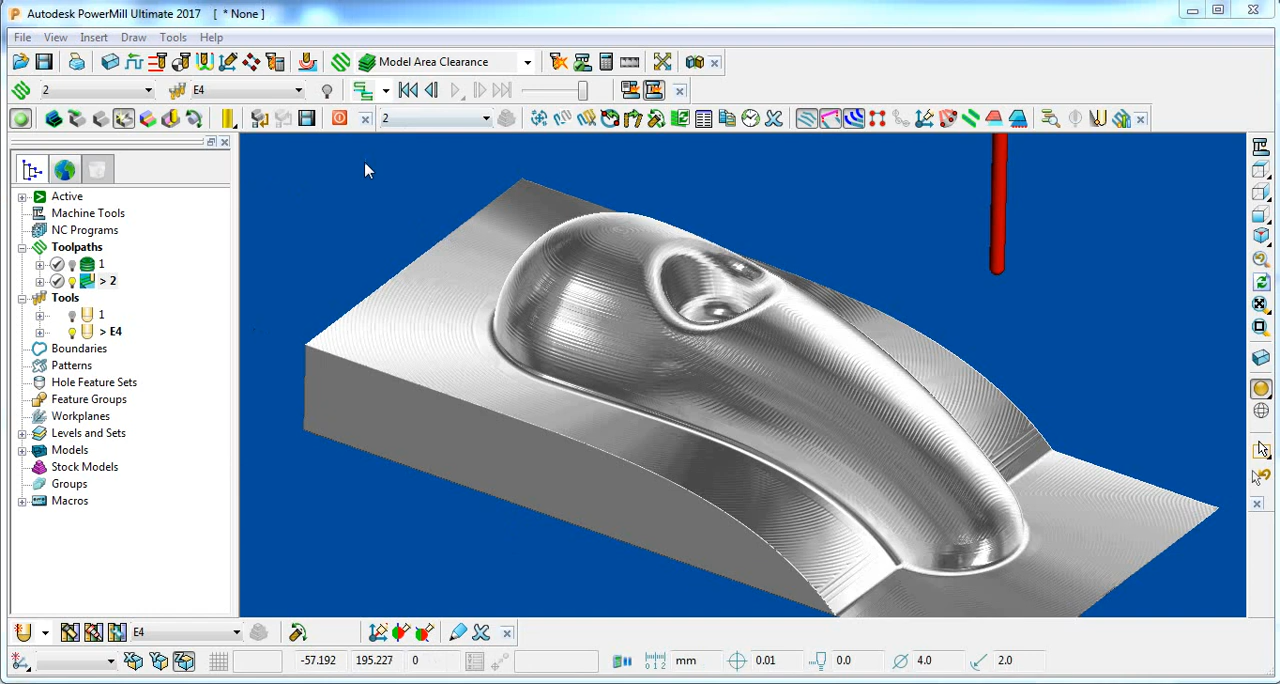 Autodesk PowerMill Ultimate 2017 [ * None ]
File View Insert Draw Tools Help
Model Area Clearance
2 E4
2
Active
Machine Tools
NC Programs
Toolpaths
1
> 2
Tools
1
> E4
Boundaries
Patterns
Hole Feature Sets
Feature Groups
Workplanes
Levels and Sets
Models
Stock Models
Groups
Macros
E4
-57.192 195.227 0 mm 0.01 0.0 4.0 2.0